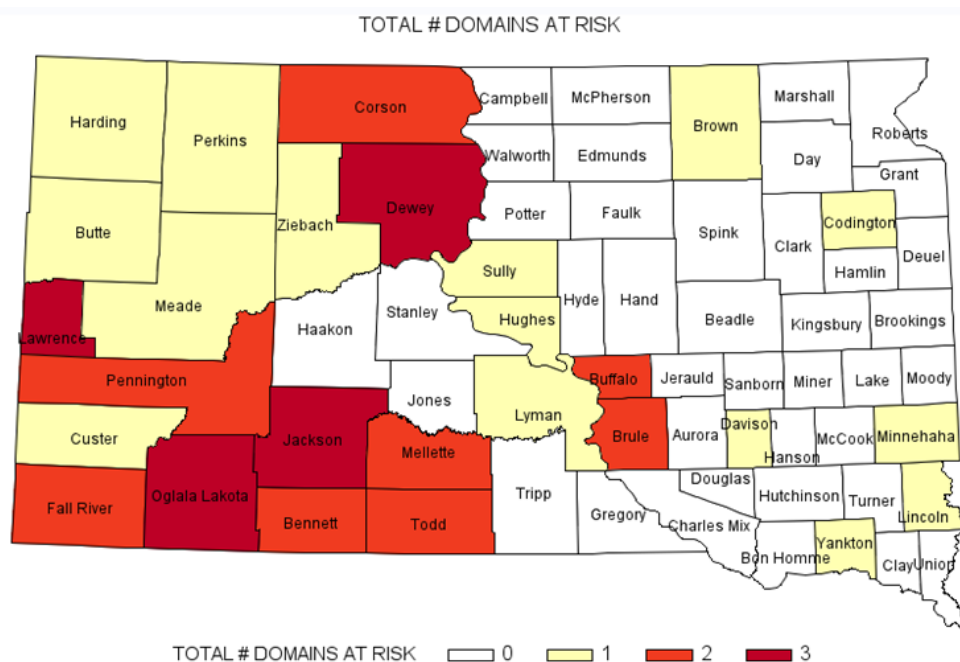 TOTAL # DOMAINS AT RISK
Harding
Perkins
Corson
Campbell
McPherson
Brown
Marshall
Roberts
Walworth
Edmunds
Day
Grant
Butte
Ziebach
Dewey
Potter
Faulk
Spink
Clark
Codington
Deuel
Hamlin
Meade
Sully
Hyde
Hand
Lawrence
Haakon
Stanley
Hughes
Beadle
Kingsbury
Brookings
Pennington
Jones
Buffalo
Jerauld
Sanborn
Miner
Lake
Moody
Custer
Jackson
Mellette
Lyman
Brule
Aurora
Davison
Hanson
McCook
Minnehaha
Fall River
Oglala Lakota
Bennett
Todd
Tripp
Gregory
Douglas
Charles Mix
Hutchinson
Turner
Lincoln
Bon Homme
Yankton
Clay
Union
TOTAL # DOMAINS AT RISK 0 1 2 3